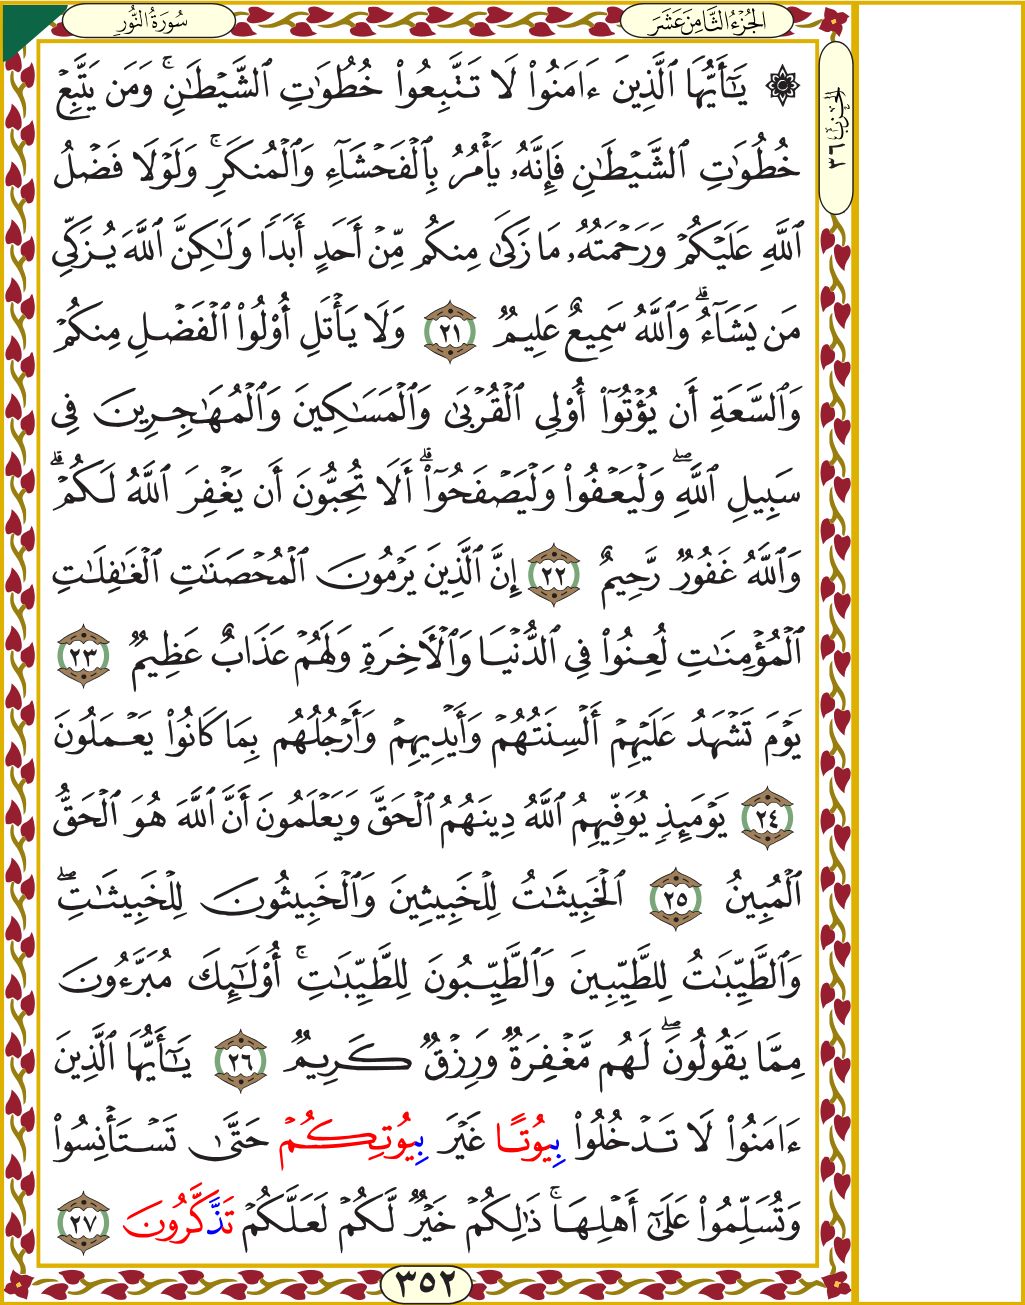 سُورَةُ النُّورِ
الجُزْءُ الثَّامِنَ عَشَرَ
الحزب ٣٦
۞ يَٰٓأَيُّهَا ٱلَّذِينَ ءَامَنُواْ لَا تَتَّبِعُواْ خُطُوَٰتِ ٱلشَّيْطَٰنِۚ وَمَن يَتَّبِعْ
خُطُوَٰتِ ٱلشَّيْطَٰنِ فَإِنَّهُۥ يَأْمُرُ بِٱلْفَحْشَآءِ وَٱلْمُنكَرِۚ وَلَوْلَا فَضْلُ
ٱللَّهِ عَلَيْكُمْ وَرَحْمَتُهُۥ مَا زَكَىٰ مِنكُم مِّنْ أَحَدٍ أَبَدًا وَلَٰكِنَّ ٱللَّهَ يُزَكِّى
مَن يَشَآءُۗ وَٱللَّهُ سَمِيعٌ عَلِيمٌ ٢١ وَلَا يَأْتَلِ أُوْلُواْ ٱلْفَضْلِ مِنكُمْ
وَٱلسَّعَةِ أَن يُؤْتُوٓاْ أُوْلِى ٱلْقُرْبَىٰ وَٱلْمَسَٰكِينَ وَٱلْمُهَٰجِرِينَ فِى
سَبِيلِ ٱللَّهِۖ وَلْيَعْفُواْ وَلْيَصْفَحُوٓاْۗ أَلَا تُحِبُّونَ أَن يَغْفِرَ ٱللَّهُ لَكُمْۗ
وَٱللَّهُ غَفُورٌ رَّحِيمٌ ٢٢ إِنَّ ٱلَّذِينَ يَرْمُونَ ٱلْمُحْصَنَٰتِ ٱلْغَٰفِلَٰتِ
ٱلْمُؤْمِنَٰتِ لُعِنُواْ فِى ٱلدُّنْيَا وَٱلْأَخِرَةِ وَلَهُمْ عَذَابٌ عَظِيمٌ ٢٣
يَوْمَ تَشْهَدُ عَلَيْهِمْ أَلْسِنَتُهُمْ وَأَيْدِيهِمْ وَأَرْجُلُهُم بِمَا كَانُواْ يَعْمَلُونَ
٢٤ يَوْمَئِذٍ يُوَفِّيهِمُ ٱللَّهُ دِينَهُمُ ٱلْحَقَّ وَيَعْلَمُونَ أَنَّ ٱللَّهَ هُوَ ٱلْحَقُّ
ٱلْمُبِينُ ٢٥ ٱلْخَبِيثَٰتُ لِلْخَبِيثِينَ وَٱلْخَبِيثُونَ لِلْخَبِيثَٰتِۖ
وَٱلطَّيِّبَٰتُ لِلطَّيِّبِينَ وَٱلطَّيِّبُونَ لِلطَّيِّبَٰتِۚ أُوْلَٰٓئِكَ مُبَرَّءُونَ
مِمَّا يَقُولُونَۖ لَهُم مَّغْفِرَةٌ وَرِزْقٌ كَرِيمٌ ٢٦ يَٰٓأَيُّهَا ٱلَّذِينَ
ءَامَنُواْ لَا تَدْخُلُواْ بِيُوتًا غَيْرَ بِيُوتِكُمْ حَتَّىٰ تَسْتَأْنِسُواْ
وَتُسَلِّمُواْ عَلَىٰٓ أَهْلِهَاۚ ذَٰلِكُمْ خَيْرٌ لَّكُمْ لَعَلَّكُمْ تَذَّكَّرُونَ ٢٧
٣٥٢